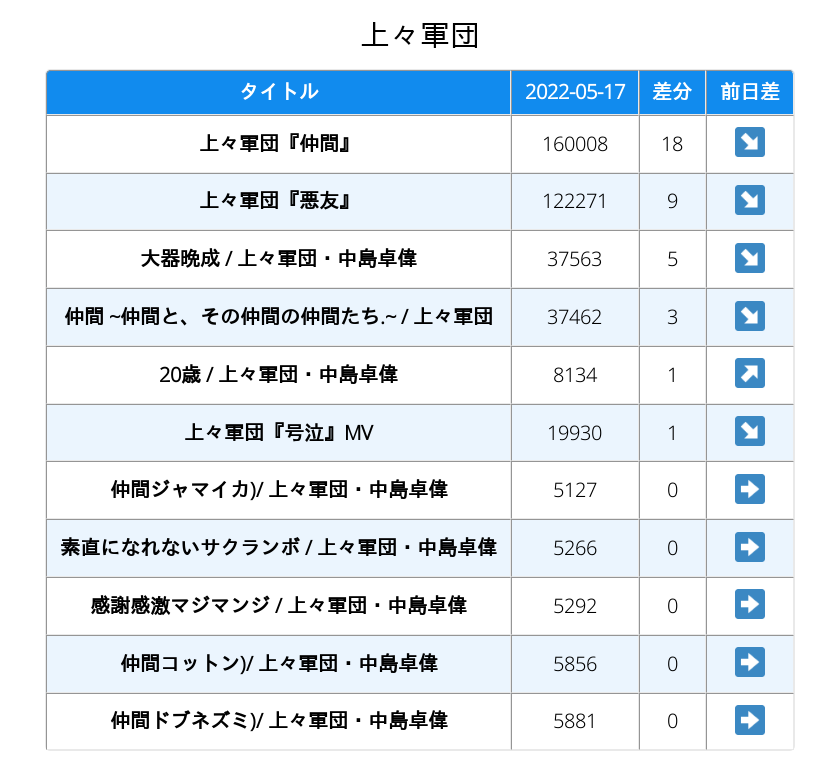 上々軍団
タイトル 2022-05-17 差分 前日差
上々軍団『仲間』 160008 18 ↘
上々軍団『悪友』 122271 9 ↘
大器晩成 / 上々軍団・中島卓偉 37563 5 ↘
仲間 ~仲間と、その仲間の仲間たち.~ / 上々軍団 37462 3 ↘
20歳 / 上々軍団・中島卓偉 8134 1 ↗
上々軍団『号泣』MV 19930 1 ↘
仲間ジャマイカ)/ 上々軍団・中島卓偉 5127 0 ➡
素直になれないサクランボ / 上々軍団・中島卓偉 5266 0 ➡
感謝感激マジマンジ / 上々軍団・中島卓偉 5292 0 ➡
仲間コットン)/ 上々軍団・中島卓偉 5856 0 ➡
仲間ドブネズミ)/ 上々軍団・中島卓偉 5881 0 ➡